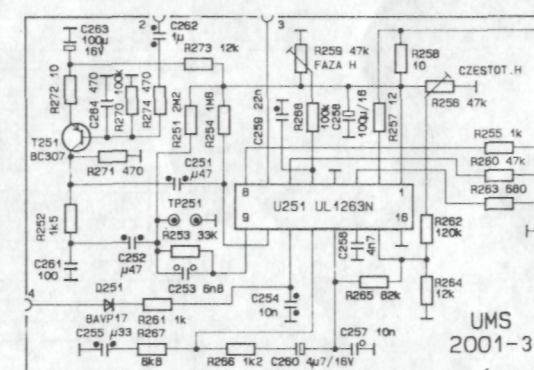 2
3
C263
100μ
16V
C262
1μ
R273 12k
R259 47k
FAZA H
R258
10
CZESTOT.H
R256 47k
R272 10
C264 470
R270 100k
R274 470
R251 2M2
R254 1M8
C259 22n
R268
100k
C258
100μ/16
R257 12
T251
BC307
R271 470
C251
μ47
R255 1k
R260 47k
R263 680
8
1
U251 UL1263N
9
16
TP251
R253 33K
R252
1k5
C252
μ47
C261
100
C253 6n8
C256
4n7
R262
120k
R265 82k
R264
12k
4
D251
BAVP17
R261 1k
C254
10n
C255 μ33
R267
6k8
R266 1k2
C260 4μ7/16V
C257 10n
UMS
2001-3